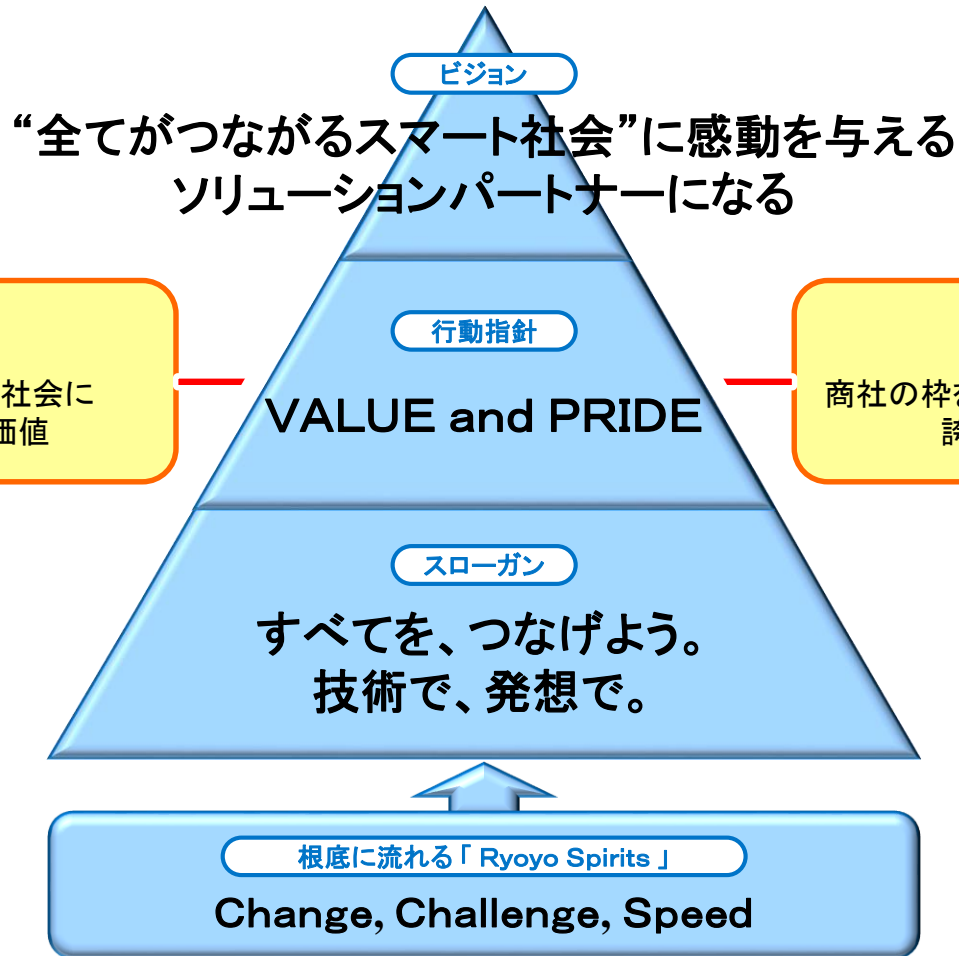 ビジョン
“全てがつながるスマート社会”に感動を与える
ソリューションパートナーになる
行動指針
VALUE and PRIDE
社会に
価値
商社の枠を
誇
スローガン
すべてを、つなげよう。
技術で、発想で。
根底に流れる「 Ryoyo Spirits 」
Change, Challenge, Speed